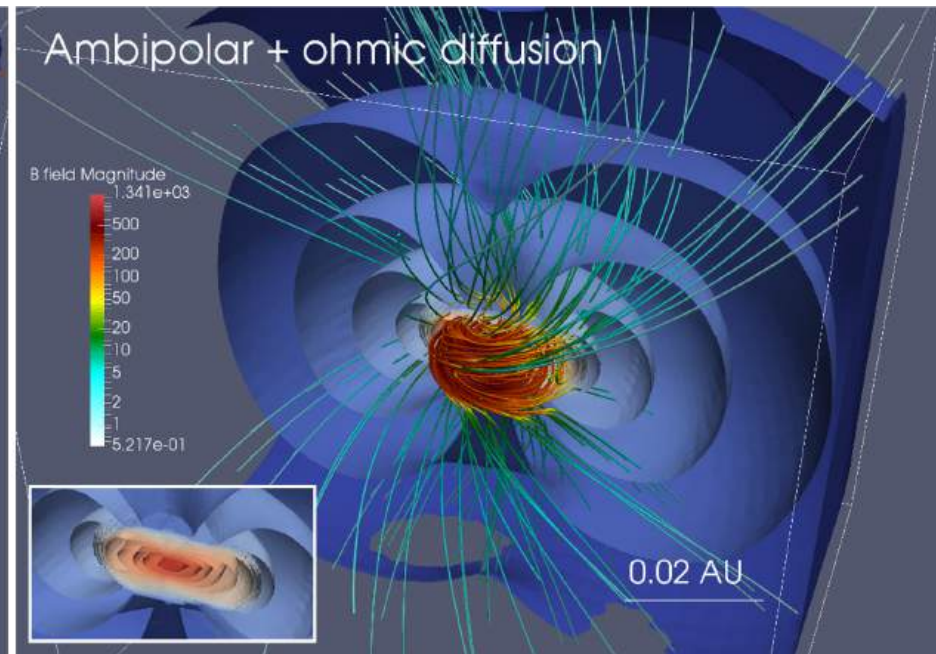 Ambipolar + ohmic diffusion
B field Magnitude
1.341e+03
500
200
100
50
20
10
5
2
1
5.217e-01
0.02 AU